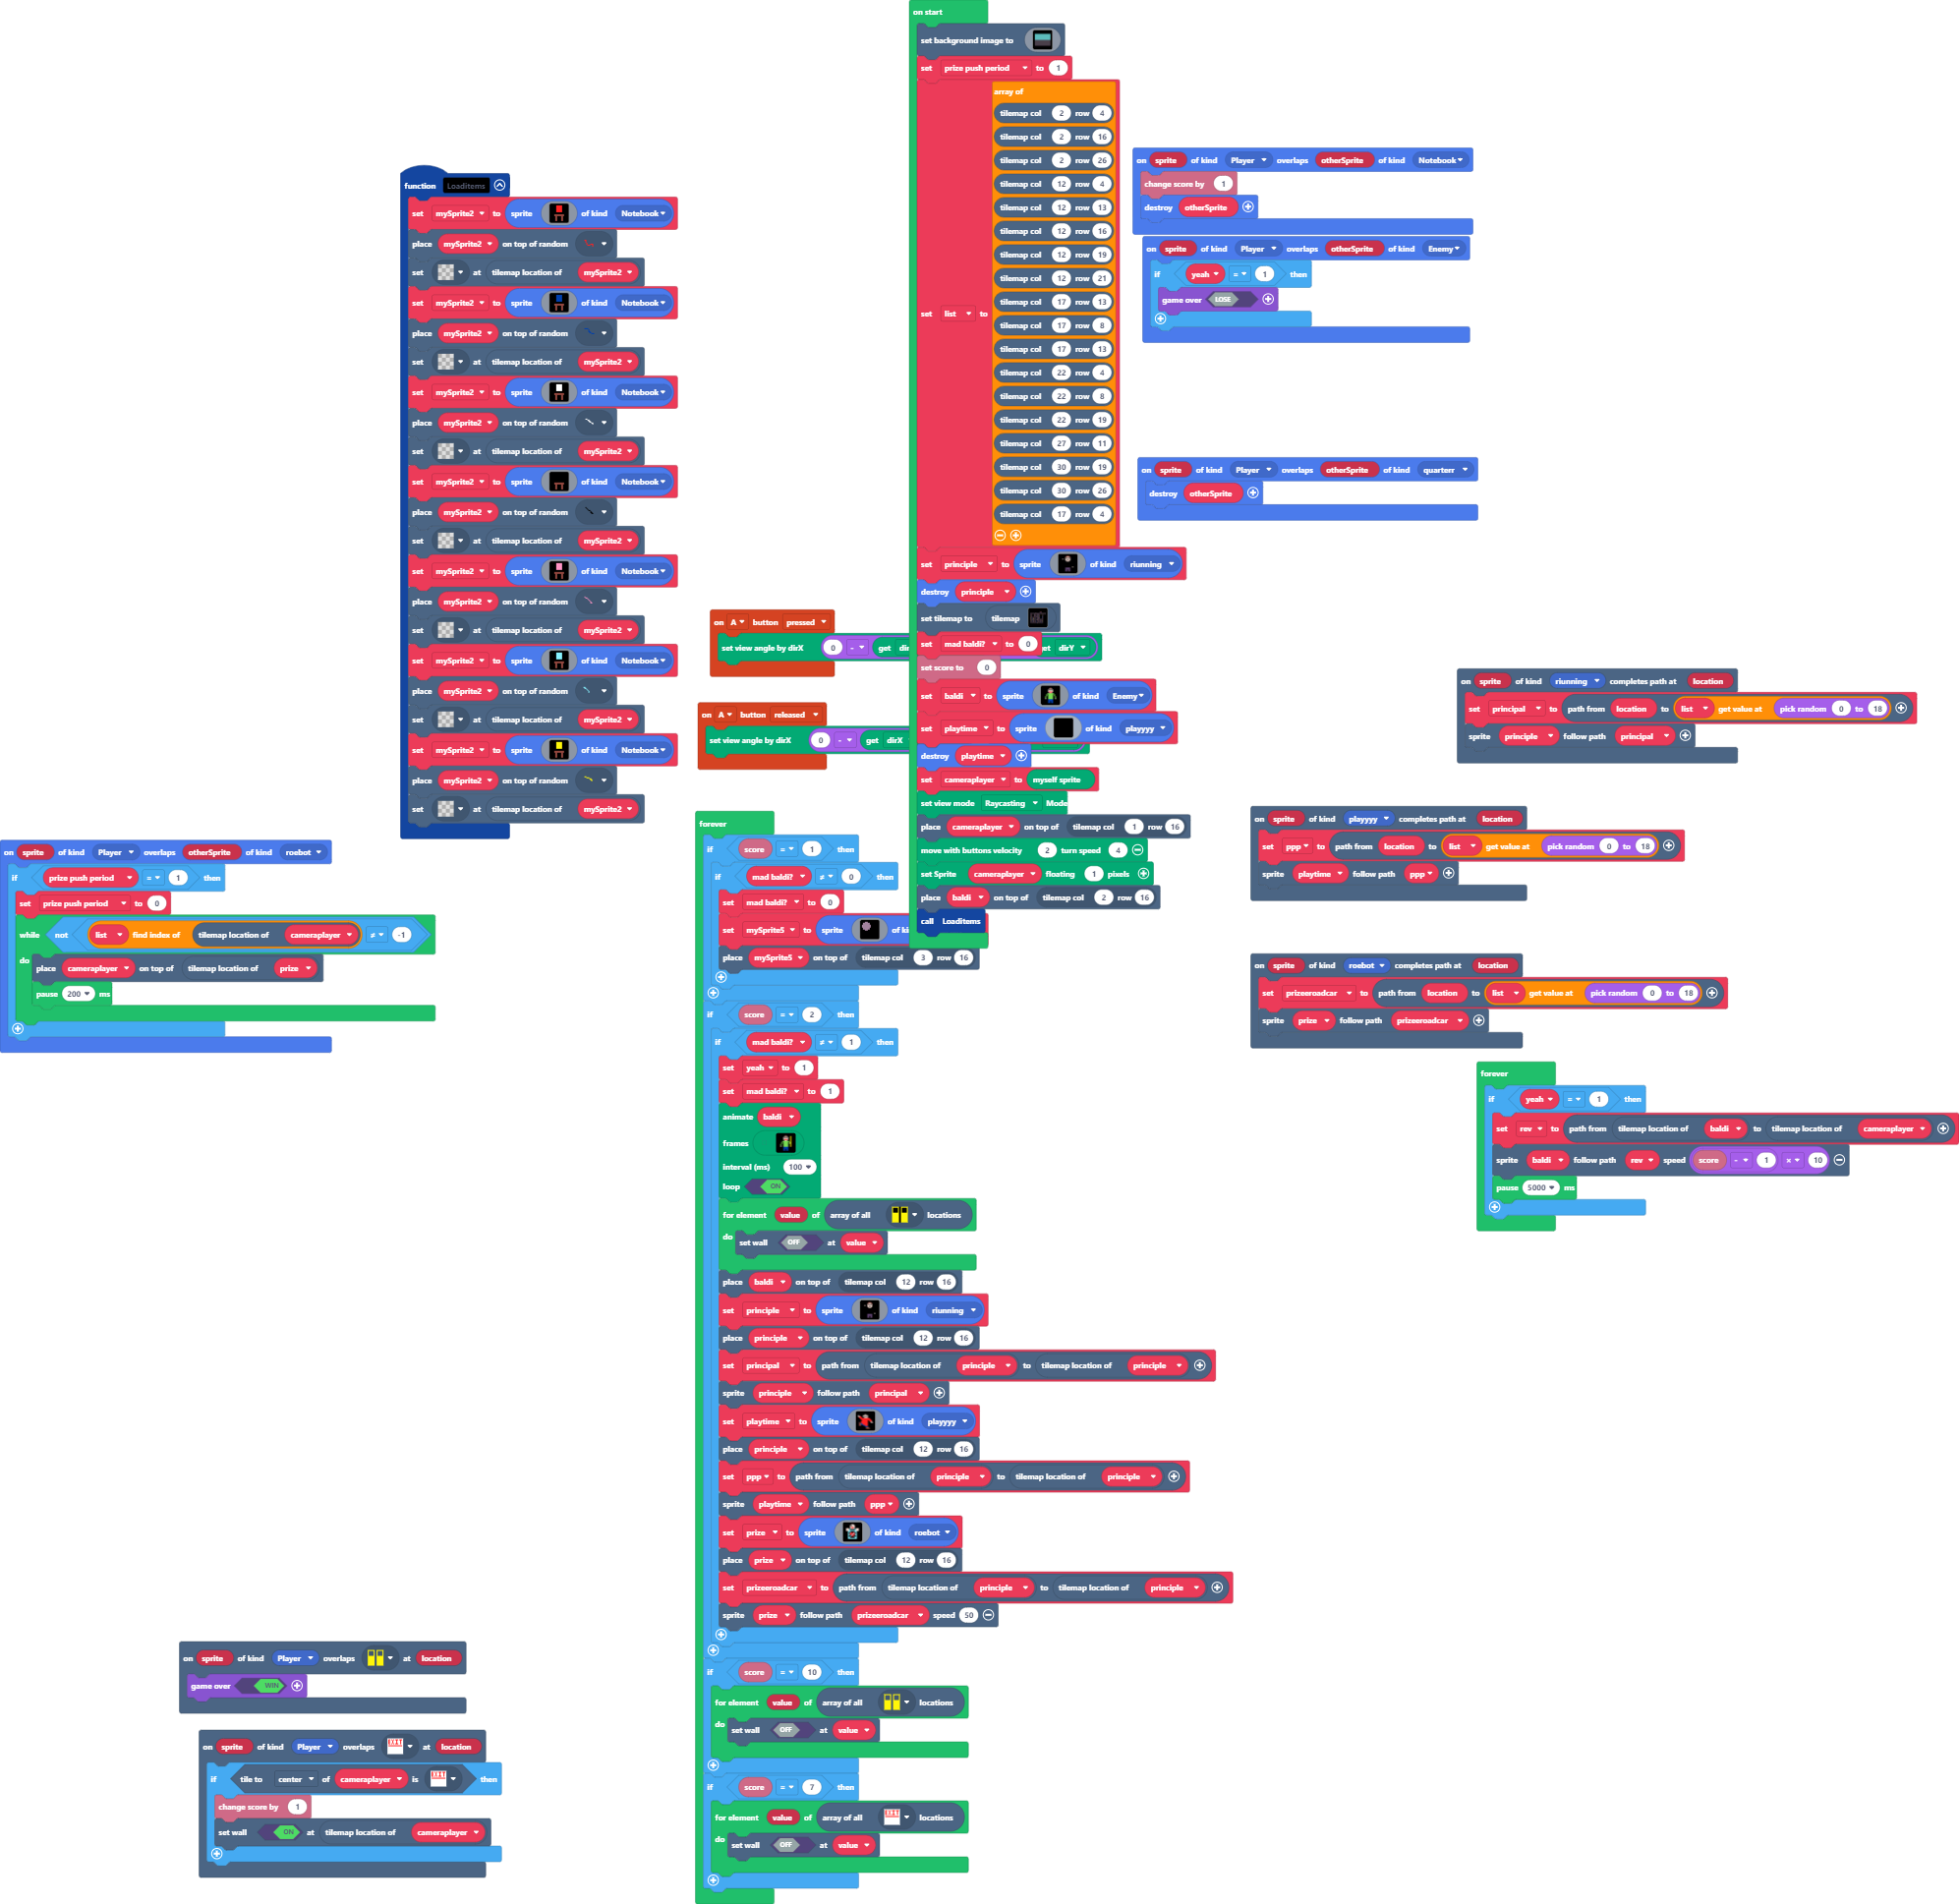 on start
set background image to
set prize push period to 1
set list to
array of
tilemap col 2 row 4
tilemap col 2 row 16
tilemap col 2 row 26
tilemap col 12 row 4
tilemap col 12 row 13
tilemap col 12 row 16
tilemap col 12 row 19
tilemap col 12 row 21
tilemap col 17 row 13
tilemap col 17 row 8
tilemap col 17 row 13
tilemap col 22 row 4
tilemap col 22 row 8
tilemap col 22 row 19
tilemap col 27 row 11
tilemap col 30 row 19
tilemap col 30 row 26
tilemap col 17 row 4
set principle to sprite of kind riunning
destroy principle
set tilemap to tilemap
set mad baldi? to 0
set score to 0
set baldi to sprite of kind Enemy
set playtime to sprite of kind playyyy
destroy playtime
set cameraplayer to myself sprite
set view mode Raycasting Mode
place cameraplayer on top of tilemap col 1 row 16
move with buttons velocity 2 turn speed 4
set Sprite cameraplayer floating 1 pixels
place baldi on top of tilemap col 2 row 16
call Loaditems
function Loaditems
set mySprite2 to sprite of kind Notebook
place mySprite2 on top of random
set at tilemap location of mySprite2
set mySprite2 to sprite of kind Notebook
place mySprite2 on top of random
set at tilemap location of mySprite2
set mySprite2 to sprite of kind Notebook
place mySprite2 on top of random
set at tilemap location of mySprite2
set mySprite2 to sprite of kind Notebook
place mySprite2 on top of random
set at tilemap location of mySprite2
set mySprite2 to sprite of kind Notebook
place mySprite2 on top of random
set at tilemap location of mySprite2
set mySprite2 to sprite of kind Notebook
place mySprite2 on top of random
set at tilemap location of mySprite2
set mySprite2 to sprite of kind Notebook
place mySprite2 on top of random
set at tilemap location of mySprite2
on sprite of kind Player overlaps otherSprite of kind Notebook
change score by 1
destroy otherSprite
on sprite of kind Player overlaps otherSprite of kind Enemy
if yeah = 1 then
game over LOSE
on sprite of kind Player overlaps otherSprite of kind quarterr
destroy otherSprite
on A button pressed
set view angle by dirX 0 - get dir get dirY
on A button released
set view angle by dirX 0 - get dirX
on sprite of kind riunning completes path at location
set principal to path from location to list get value at pick random 0 to 18
sprite principle follow path principal
on sprite of kind playyyy completes path at location
set ppp to path from location to list get value at pick random 0 to 18
sprite playtime follow path ppp
on sprite of kind roebot completes path at location
set prizeeroadcar to path from location to list get value at pick random 0 to 18
sprite prize follow path prizeeroadcar
forever
if yeah = 1 then
set rev to path from tilemap location of baldi to tilemap location of cameraplayer
sprite baldi follow path rev speed score - 1 × 10
pause 5000 ms
on sprite of kind Player overlaps otherSprite of kind roebot
if prize push period = 1 then
set prize push period to 0
while not list find index of tilemap location of cameraplayer ≠ -1
do
place cameraplayer on top of tilemap location of prize
pause 200 ms
forever
if score = 1 then
if mad baldi? ≠ 0 then
set mad baldi? to 0
set mySprite5 to sprite of ki
place mySprite5 on top of tilemap col 3 row 16
if score = 2 then
if mad baldi? ≠ 1 then
set yeah to 1
set mad baldi? to 1
animate baldi
frames
interval (ms) 100
loop ON
for element value of array of all locations
do set wall OFF at value
place baldi on top of tilemap col 12 row 16
set principle to sprite of kind riunning
place principle on top of tilemap col 12 row 16
set principal to path from tilemap location of principle to tilemap location of principle
sprite principle follow path principal
set playtime to sprite of kind playyyy
place principle on top of tilemap col 12 row 16
set ppp to path from tilemap location of principle to tilemap location of principle
sprite playtime follow path ppp
set prize to sprite of kind roebot
place prize on top of tilemap col 12 row 16
set prizeeroadcar to path from tilemap location of principle to tilemap location of principle
sprite prize follow path prizeeroadcar speed 50
if score = 10 then
for element value of array of all locations
do set wall OFF at value
if score = 7 then
for element value of array of all locations
do set wall OFF at value
on sprite of kind Player overlaps at location
game over WIN
on sprite of kind Player overlaps at location
if tile to center of cameraplayer is then
change score by 1
set wall ON at tilemap location of cameraplayer